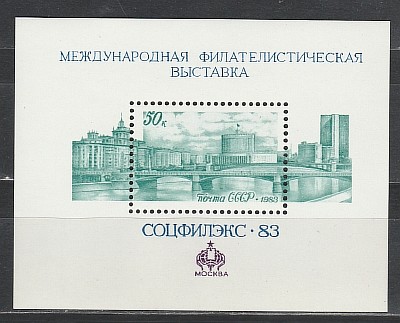 МЕЖДУНАРОДНАЯ ФИЛАТЕЛИСТИЧЕСКАЯ
ВЫСТАВКА
50к
почта СССР · 1983
СОЦФИЛЭКС · 83
МОСКВА